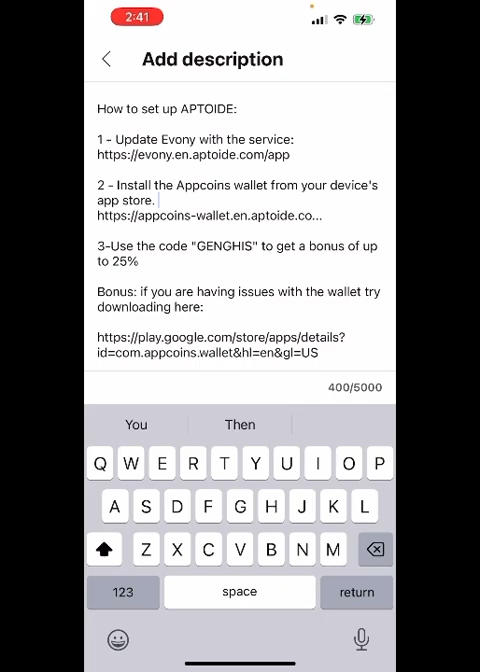 2:41
Add description
How to set up APTOIDE:
1 - Update Evony with the service:
https://evony.en.aptoide.com/app
2 - Install the Appcoins wallet from your device's
app store.
https://appcoins-wallet.en.aptoide.co...
3-Use the code "GENGHIS" to get a bonus of up
to 25%
Bonus: if you are having issues with the wallet try
downloading here:
https://play.google.com/store/apps/details?
id=com.appcoins.wallet&hl=en&gl=US
400/5000
You Then
Q W E R T Y U I O P
A S D F G H J K L
Z X C V B N M
123 space return